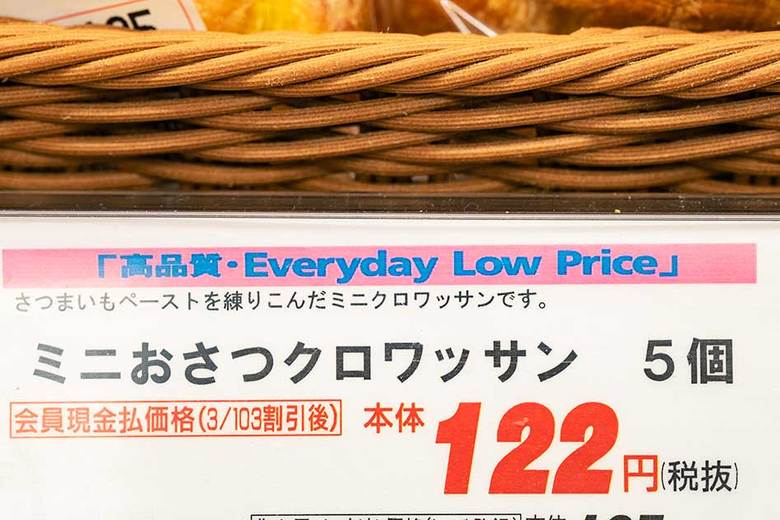 「高品質・Everyday Low Price」
さつまいもペーストを練りこんだミニクロワッサンです。
ミニおさつクロワッサン 5個
会員現金払価格(3/103割引後) 本体122円(税抜)